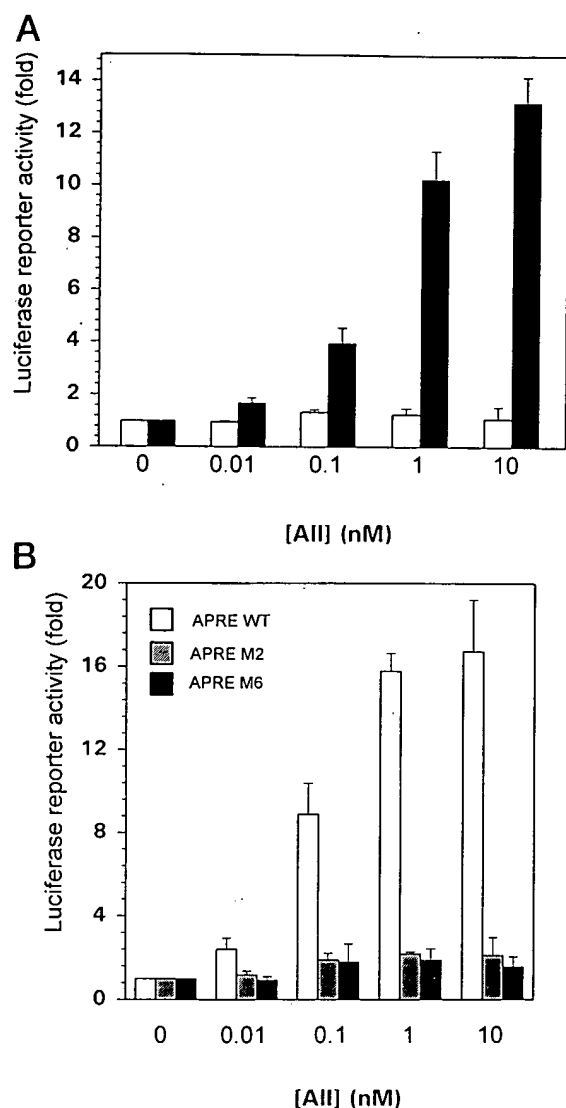 A
Luciferase reporter activity (fold)
14
12
10
8
6
4
2
0
0 0.01 0.1 1 10
[AII] (nM)
B
Luciferase reporter activity (fold)
20
16
12
8
4
0
APRE WT
APRE M2
APRE M6
0 0.01 0.1 1 10
[AII] (nM)